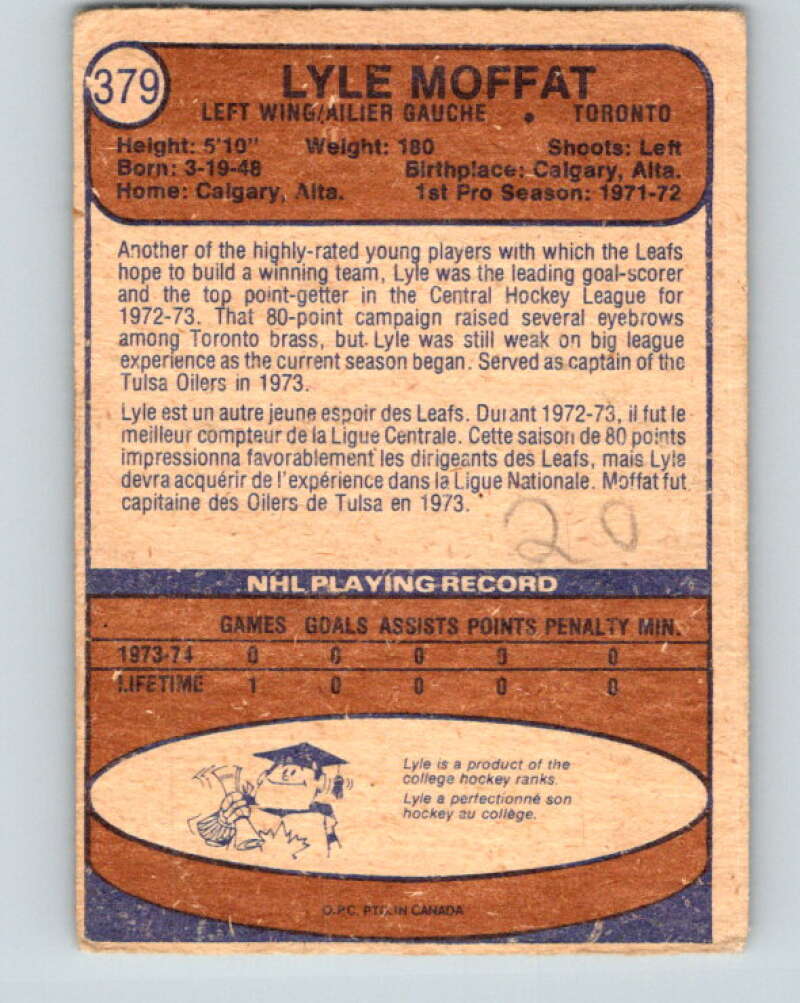 379
LYLE MOFFAT
LEFT WING/AILIER GAUCHE • TORONTO
Height: 5'10" Weight: 180 Shoots: Left
Born: 3-19-48 Birthplace: Calgary, Alta.
Home: Calgary, Alta. 1st Pro Season: 1971-72
Another of the highly-rated young players with which the Leafs
hope to build a winning team, Lyle was the leading goal-scorer
and the top point-getter in the Central Hockey League for
1972-73. That 80-point campaign raised several eyebrows
among Toronto brass, but Lyle was still weak on big league
experience as the current season began. Served as captain of the
Tulsa Oilers in 1973.
Lyle est un autre jeune espoir des Leafs. Durant 1972-73, il fut le
meilleur compteur de la Ligue Centrale. Cette saison de 80 points
impressionna favorablement les dirigeants des Leafs, mais Lyle
devra acquérir de l'expérience dans la Ligue Nationale. Moffat fut
capitaine des Oilers de Tulsa en 1973.
20
NHL PLAYING RECORD
GAMES GOALS ASSISTS POINTS PENALTY MIN.
1973-74 0 0 0 0 0
LIFETIME 1 0 0 0 0
Lyle is a product of the
college hockey ranks.
Lyle a perfectionné son
hockey au collège.
O.P.C. PTD. IN CANADA